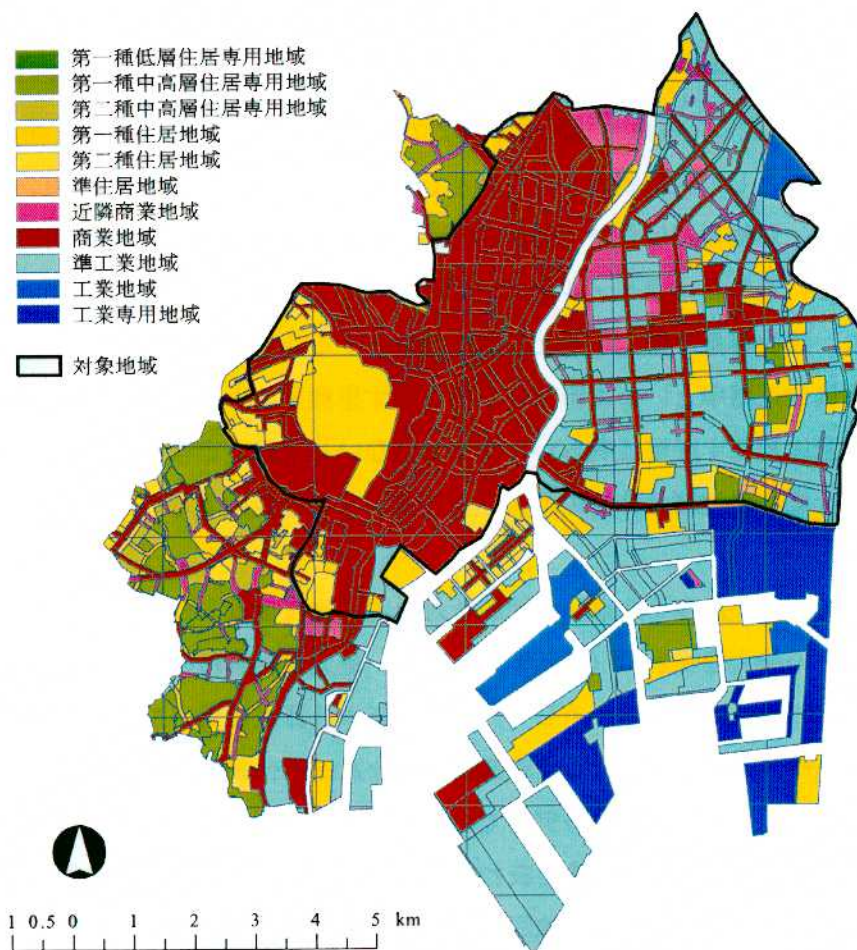 第一種低層住居専用地域
第一種中高層住居専用地域
第二種中高層住居専用地域
第一種住居地域
第二種住居地域
準住居地域
近隣商業地域
商業地域
準工業地域
工業地域
工業専用地域
対象地域
1 0.5 0 1 2 3 4 5 km